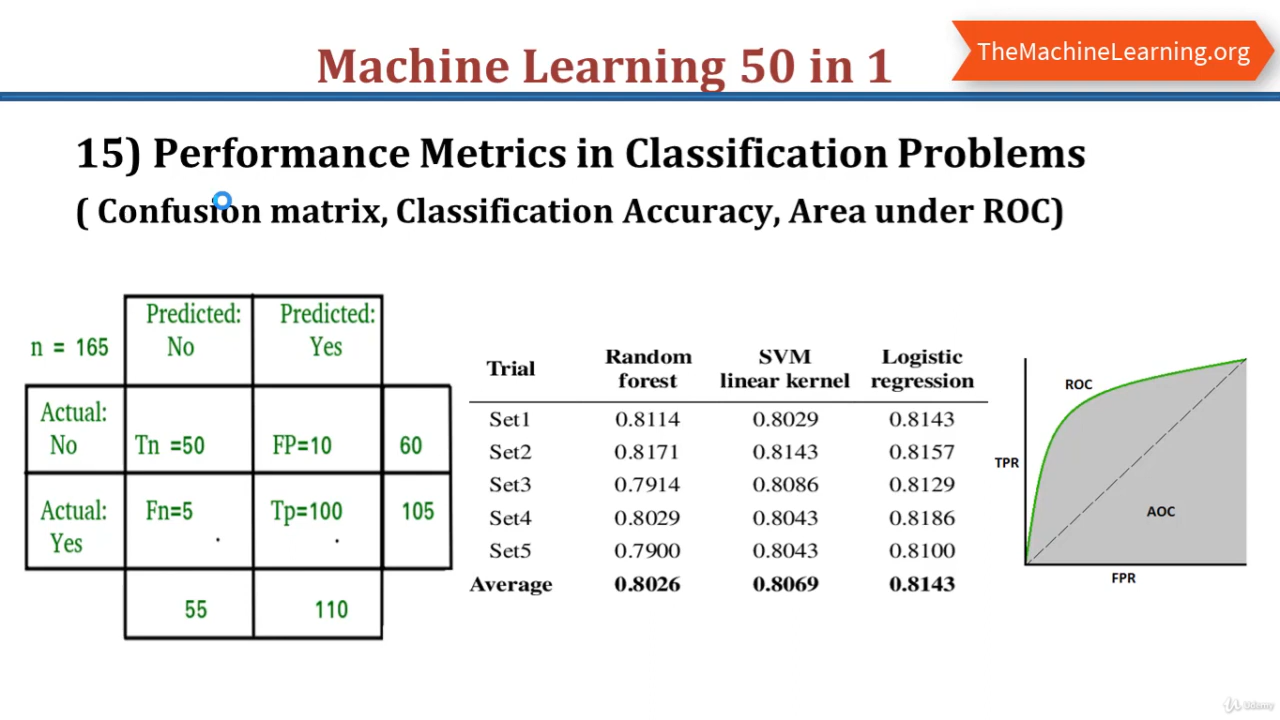 Machine Learning 50 in 1
TheMachineLearning.org
15) Performance Metrics in Classification Problems
( Confusion matrix, Classification Accuracy, Area under ROC)
n = 165
Predicted: No
Predicted: Yes
Actual: No
Tn =50
FP=10
60
Actual: Yes
Fn=5
Tp=100
105
55
110
Trial Random forest SVM linear kernel Logistic regression
Set1 0.8114 0.8029 0.8143
Set2 0.8171 0.8143 0.8157
Set3 0.7914 0.8086 0.8129
Set4 0.8029 0.8043 0.8186
Set5 0.7900 0.8043 0.8100
Average 0.8026 0.8069 0.8143
ROC
TPR
AOC
FPR
Udemy